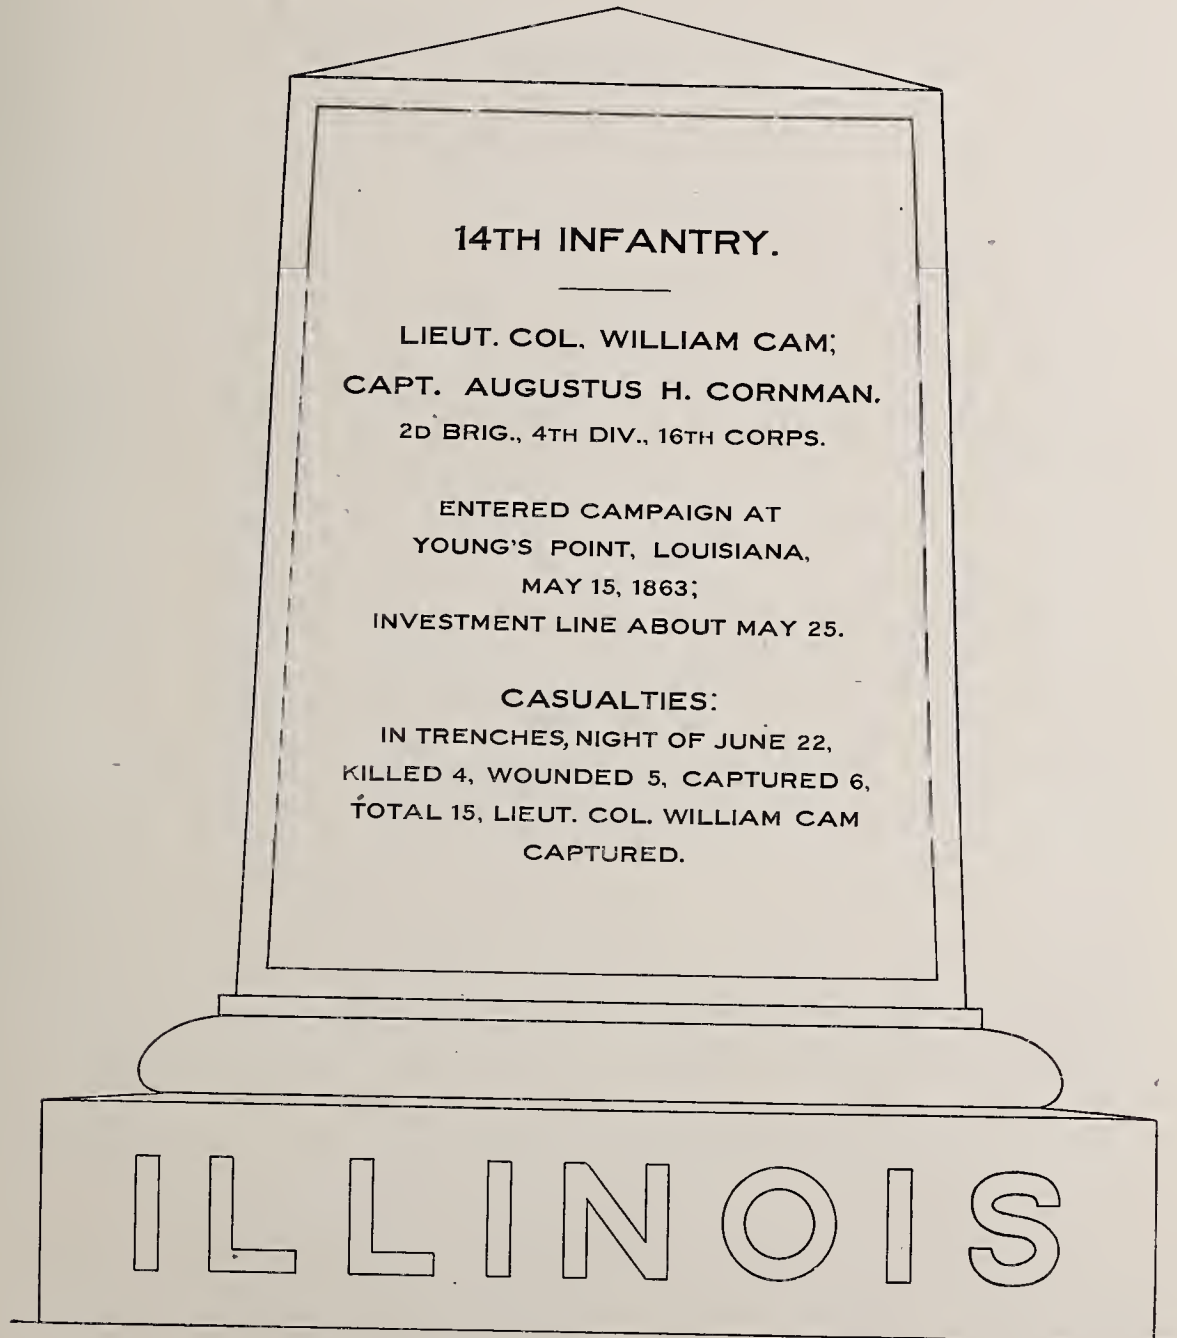 14TH INFANTRY.
LIEUT. COL. WILLIAM CAM;
CAPT. AUGUSTUS H. CORNMAN.
2D BRIG., 4TH DIV., 16TH CORPS.
ENTERED CAMPAIGN AT
YOUNG'S POINT, LOUISIANA,
MAY 15, 1863;
INVESTMENT LINE ABOUT MAY 25.
CASUALTIES:
IN TRENCHES, NIGHT OF JUNE 22,
KILLED 4, WOUNDED 5, CAPTURED 6,
TOTAL 15, LIEUT. COL. WILLIAM CAM
CAPTURED.
ILLINOIS